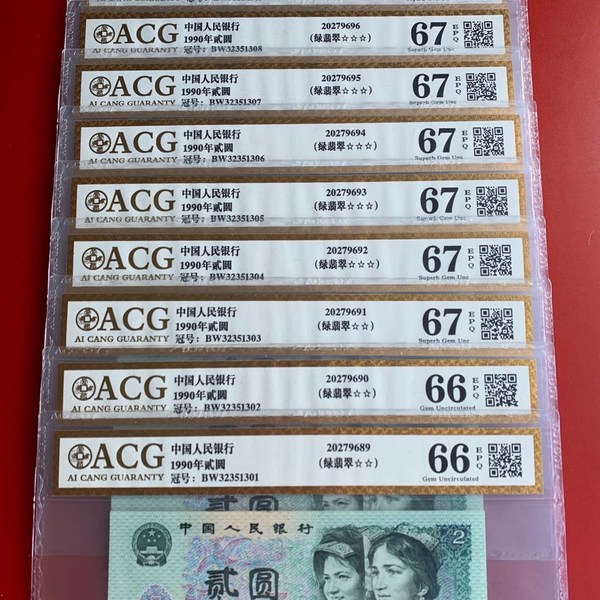 ACG
AI CANG GUARANTY
中国人民银行
1990年贰圆
冠号：BW32351308
20279696
(绿翡翠☆☆☆)
67 EPQ
Superb Gem Unc
ACG
AI CANG GUARANTY
中国人民银行
1990年贰圆
冠号：BW32351307
20279695
(绿翡翠☆☆☆)
67 EPQ
Superb Gem Unc
ACG
AI CANG GUARANTY
中国人民银行
1990年贰圆
冠号：BW32351306
20279694
(绿翡翠☆☆☆)
67 EPQ
Superb Gem Unc
ACG
AI CANG GUARANTY
中国人民银行
1990年贰圆
冠号：BW32351305
20279693
(绿翡翠☆☆☆)
67 EPQ
Superb Gem Unc
ACG
AI CANG GUARANTY
中国人民银行
1990年贰圆
冠号：BW32351304
20279692
(绿翡翠☆☆☆)
67 EPQ
Superb Gem Unc
ACG
AI CANG GUARANTY
中国人民银行
1990年贰圆
冠号：BW32351303
20279691
(绿翡翠☆☆☆)
67 EPQ
Superb Gem Unc
ACG
AI CANG GUARANTY
中国人民银行
1990年贰圆
冠号：BW32351302
20279690
(绿翡翠☆☆)
66 EPQ
Gem Uncirculated
ACG
AI CANG GUARANTY
中国人民银行
1990年贰圆
冠号：BW32351301
20279689
(绿翡翠☆☆)
66 EPQ
Gem Uncirculated
中国人民银行
贰圆
2